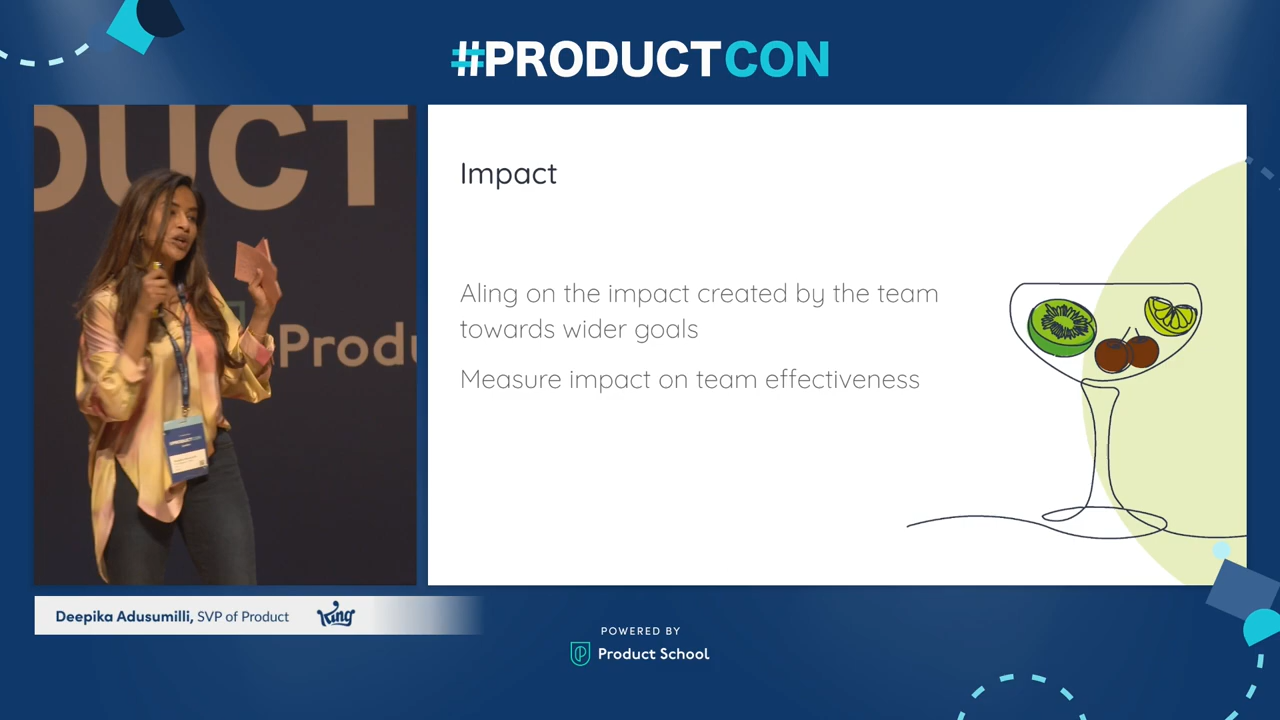 #PRODUCTCON
DUCT
Produ
Impact
Aling on the impact created by the team
towards wider goals
Measure impact on team effectiveness
Deepika Adusumilli, SVP of Product
King
POWERED BY
Product School